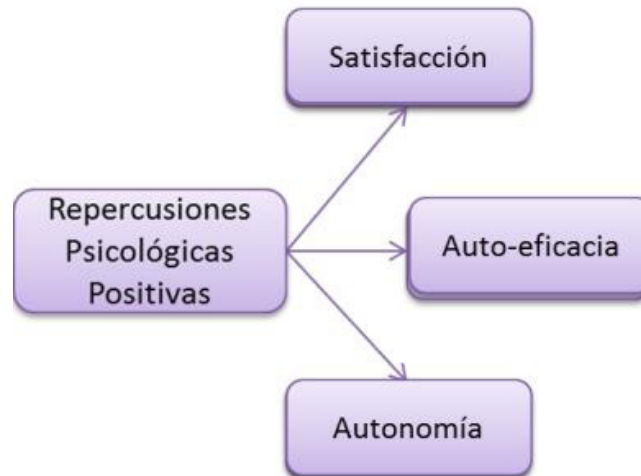 Satisfacción
Repercusiones
Psicológicas
Positivas
Auto-eficacia
Autonomía